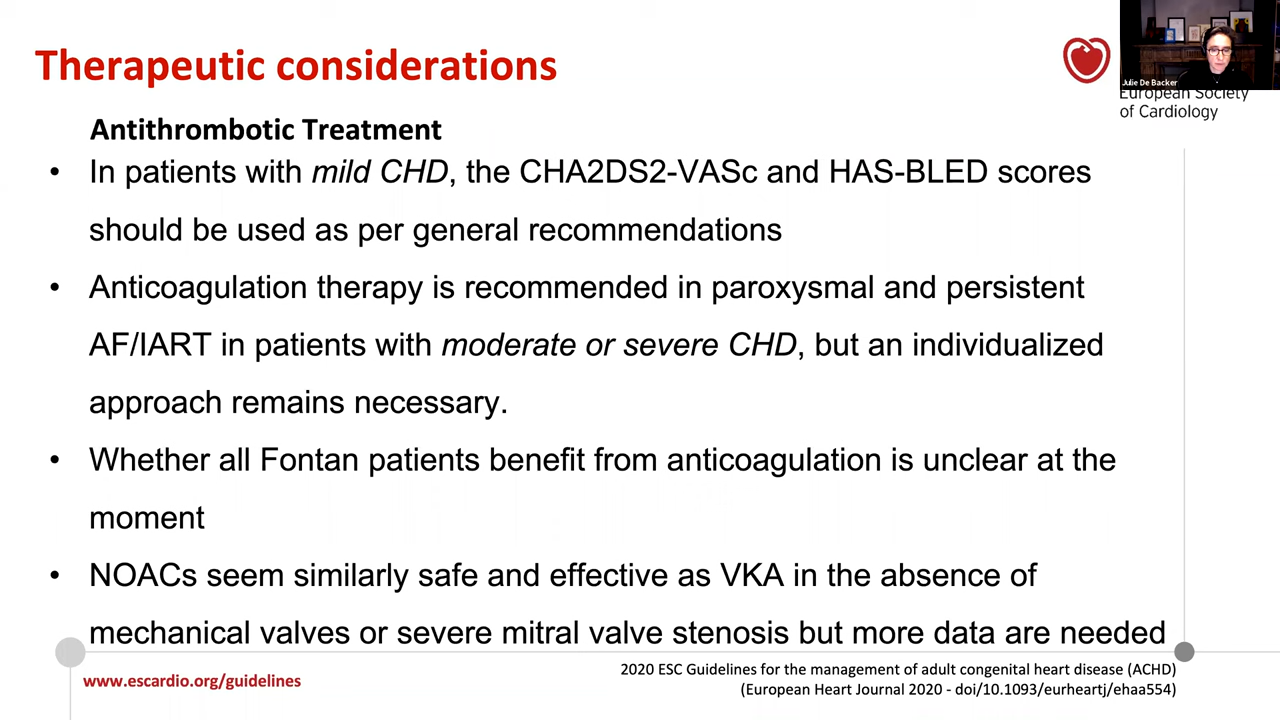 Therapeutic considerations
Julie De Backer
European Society
of Cardiology
Antithrombotic Treatment
• In patients with mild CHD, the CHA2DS2-VASc and HAS-BLED scores
should be used as per general recommendations
• Anticoagulation therapy is recommended in paroxysmal and persistent
AF/IART in patients with moderate or severe CHD, but an individualized
approach remains necessary.
• Whether all Fontan patients benefit from anticoagulation is unclear at the
moment
• NOACs seem similarly safe and effective as VKA in the absence of
mechanical valves or severe mitral valve stenosis but more data are needed
www.escardio.org/guidelines
2020 ESC Guidelines for the management of adult congenital heart disease (ACHD)
(European Heart Journal 2020 - doi/10.1093/eurheartj/ehaa554)